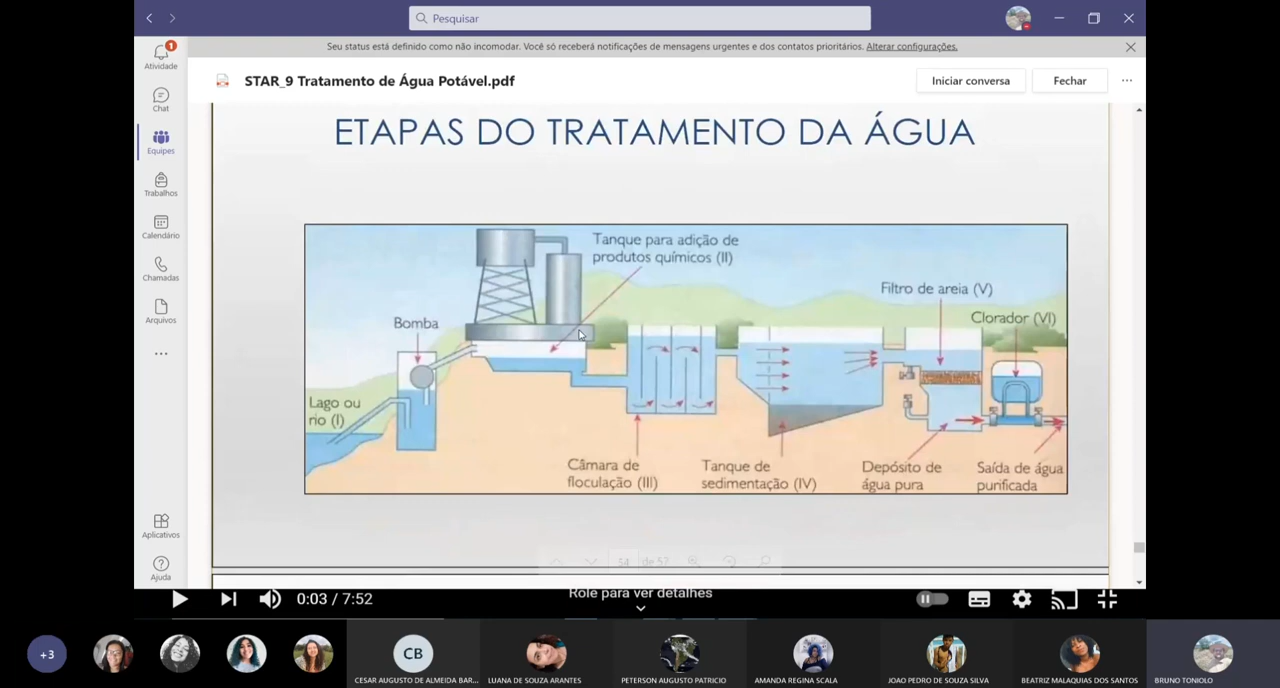 Pesquisar
Seu status está definido como não incomodar. Você só receberá notificações de mensagens urgentes e dos contatos prioritários. Alterar configurações.
1
Atividade
Chat
Equipes
Trabalhos
Calendário
Chamadas
Arquivos
Aplicativos
Ajuda
STAR_9 Tratamento de Água Potável.pdf
Iniciar conversa
Fechar
ETAPAS DO TRATAMENTO DA ÁGUA
Tanque para adição de
produtos químicos (II)
Filtro de areia (V)
Clorador (VI)
Bomba
Lago ou
rio (I)
Câmara de
floculação (III)
Tanque de
sedimentação (IV)
Depósito de
água pura
Saída de água
purificada
54 de 57
0:03 / 7:52
Role para ver detalhes
+3
CB
CESAR AUGUSTO DE ALMEIDA BAR...
LUANA DE SOUZA ARANTES
PETERSON AUGUSTO PATRICIO
AMANDA REGINA SCALA
JOAO PEDRO DE SOUZA SILVA
BEATRIZ MALAQUIAS DOS SANTOS
BRUNO TONIOLO